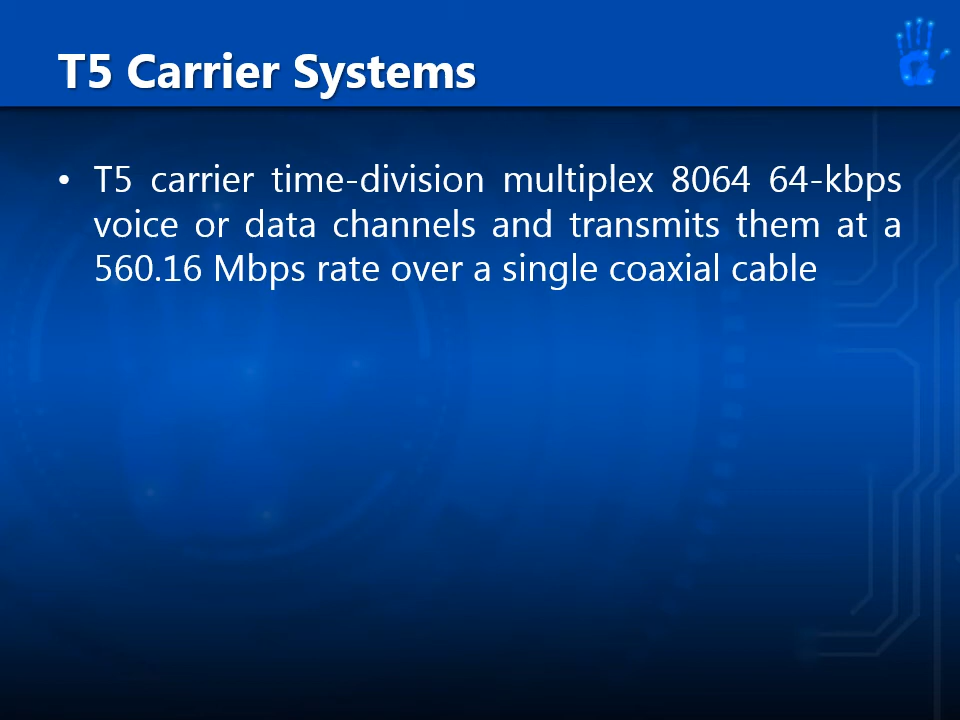 T5 Carrier Systems
• T5 carrier time-division multiplex 8064 64-kbps
voice or data channels and transmits them at a
560.16 Mbps rate over a single coaxial cable